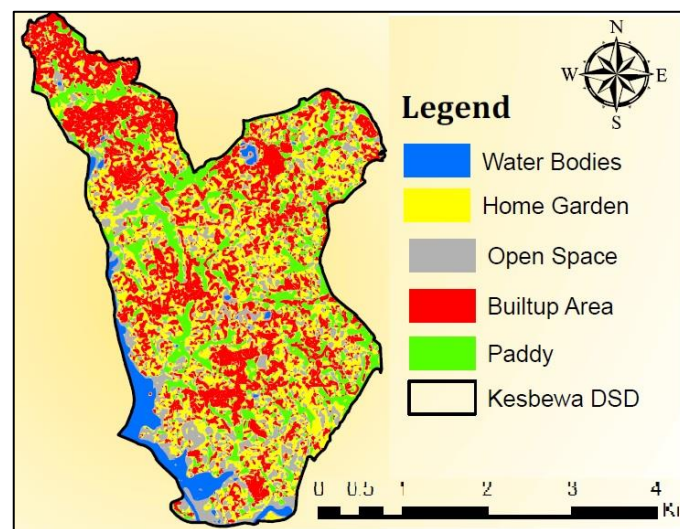 N
W E
S
Legend
Water Bodies
Home Garden
Open Space
Builtup Area
Paddy
Kesbewa DSD
0 0.5 1 2 3 4